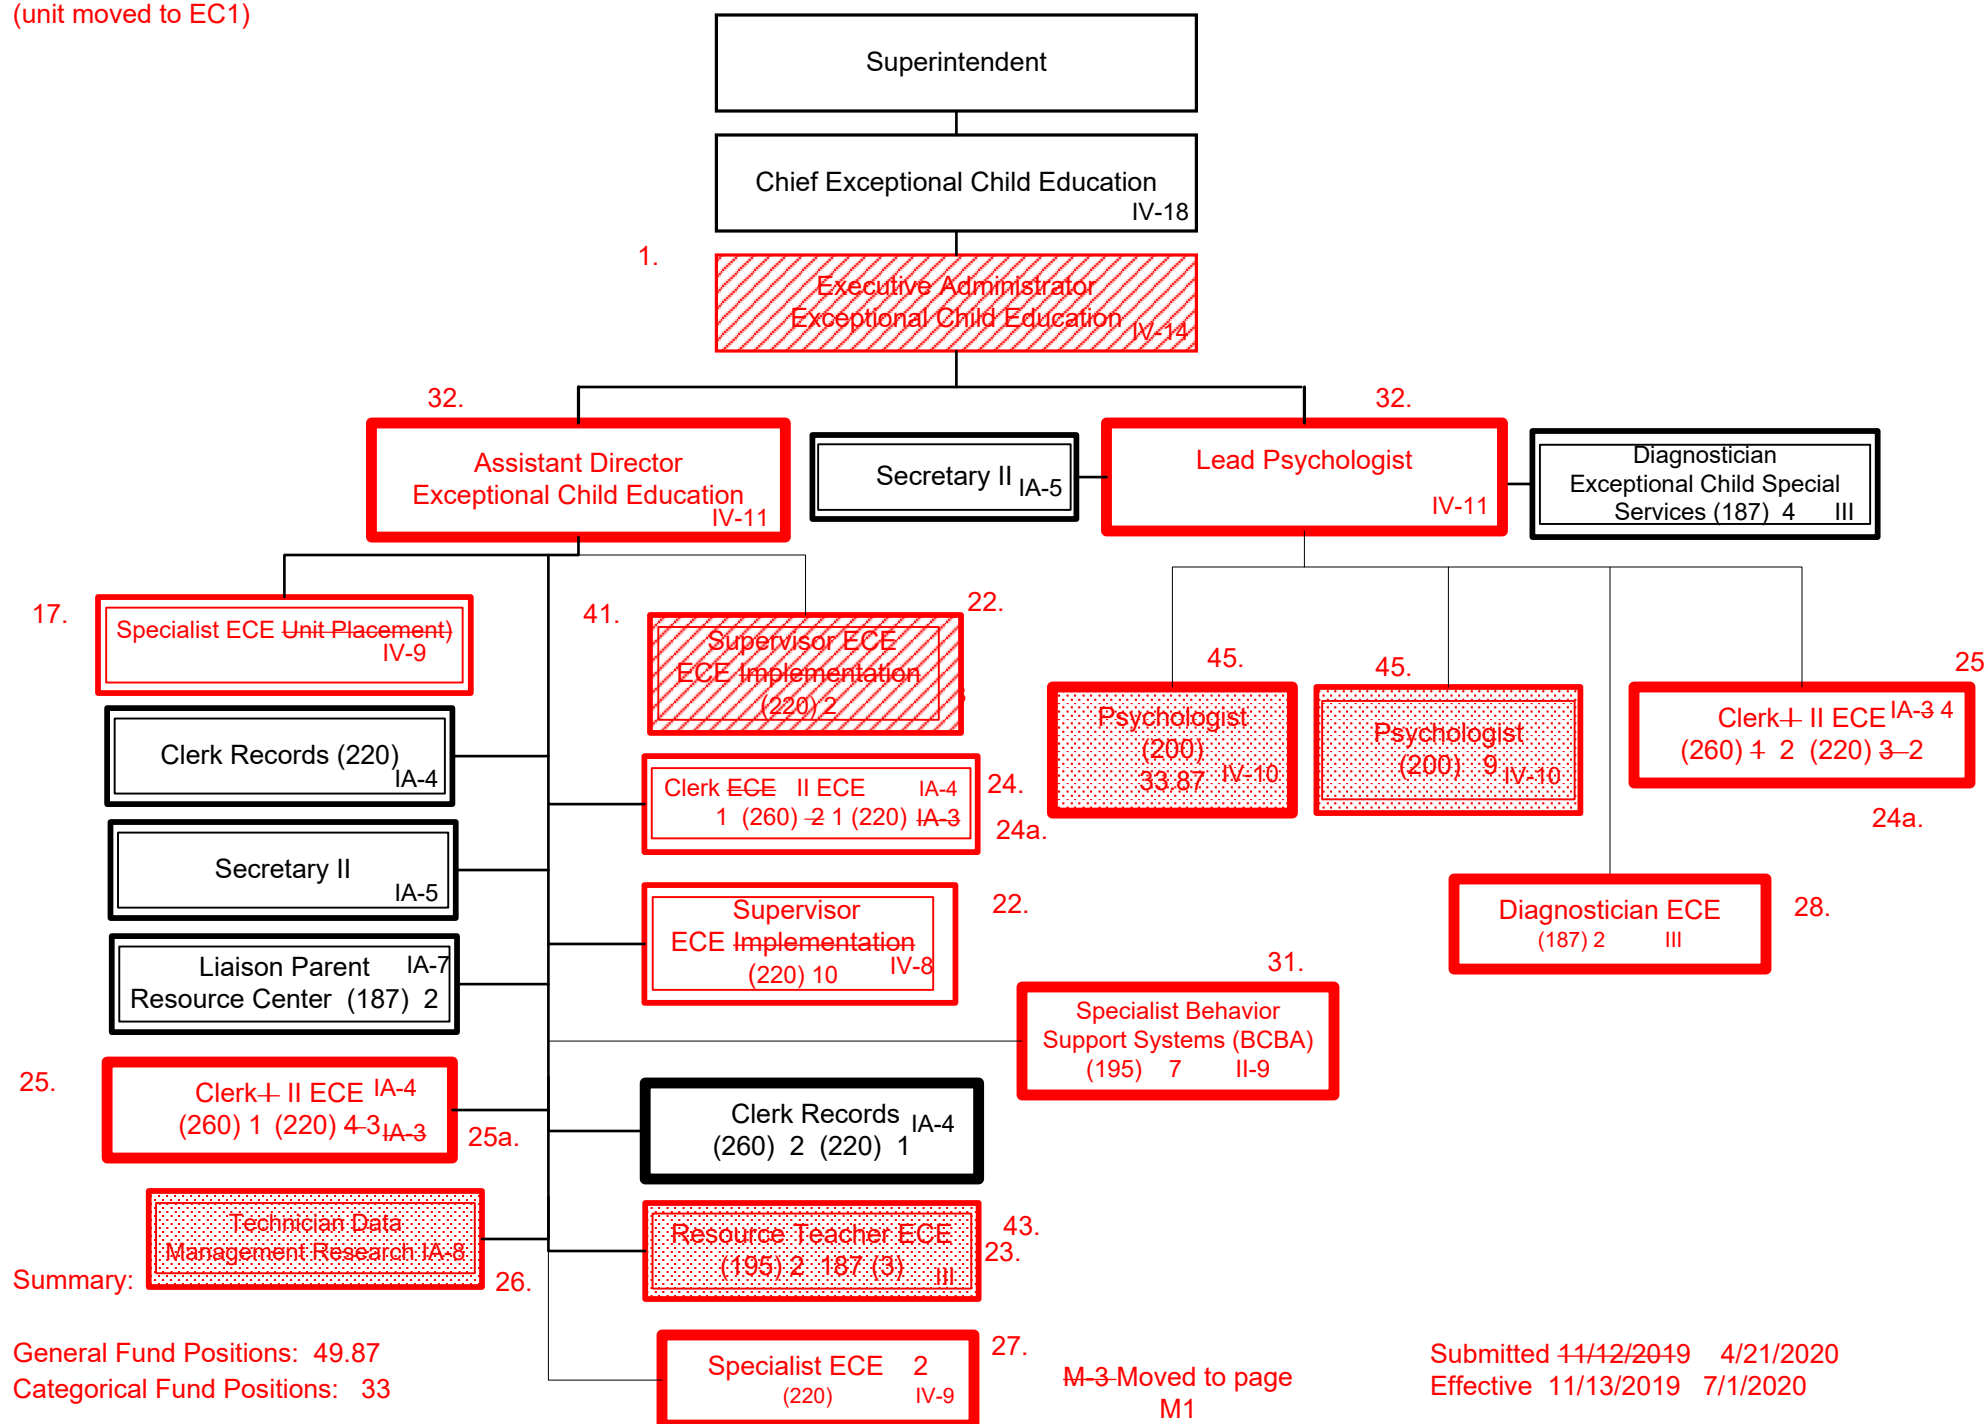 (unit moved to EC1)
Superintendent
Chief Exceptional Child Education
IV-18
1.
Executive Administrator
Exceptional Child Education IV-14
32.
32.
Assistant Director
Exceptional Child Education
IV-11
Secretary II IA-5
Lead Psychologist
IV-11
Diagnostician
Exceptional Child Special
Services (187) 4 III
17.
Specialist ECE Unit Placement)
IV-9
41.
22.
Supervisor ECE
ECE Implementation
(220) 2
45.
Psychologist
(200)
33.87 IV-10
45.
Psychologist
(200) 9 IV-10
25
Clerk I II ECE IA-3 4
(260) 1 2 (220) 3 2
24a.
Clerk Records (220)
IA-4
Clerk ECE II ECE IA-4
1 (260) 2 1 (220) IA-3
24.
24a.
Secretary II
IA-5
Supervisor
ECE Implementation
(220) 10 IV-8
22.
Diagnostician ECE
(187) 2 III
28.
Liaison Parent IA-7
Resource Center (187) 2
31.
Specialist Behavior
Support Systems (BCBA)
(195) 7 II-9
25.
Clerk I II ECE IA-4
(260) 1 (220) 4 3 IA-3
25a.
Clerk Records IA-4
(260) 2 (220) 1
Technician Data
Management Research IA-8
26.
Resource Teacher ECE
(195) 2 187 (3) III
43.
23.
Summary:
General Fund Positions: 49.87
Categorical Fund Positions: 33
Specialist ECE 2
(220) IV-9
27.
M-3 Moved to page
M1
Submitted 11/12/2019 4/21/2020
Effective 11/13/2019 7/1/2020